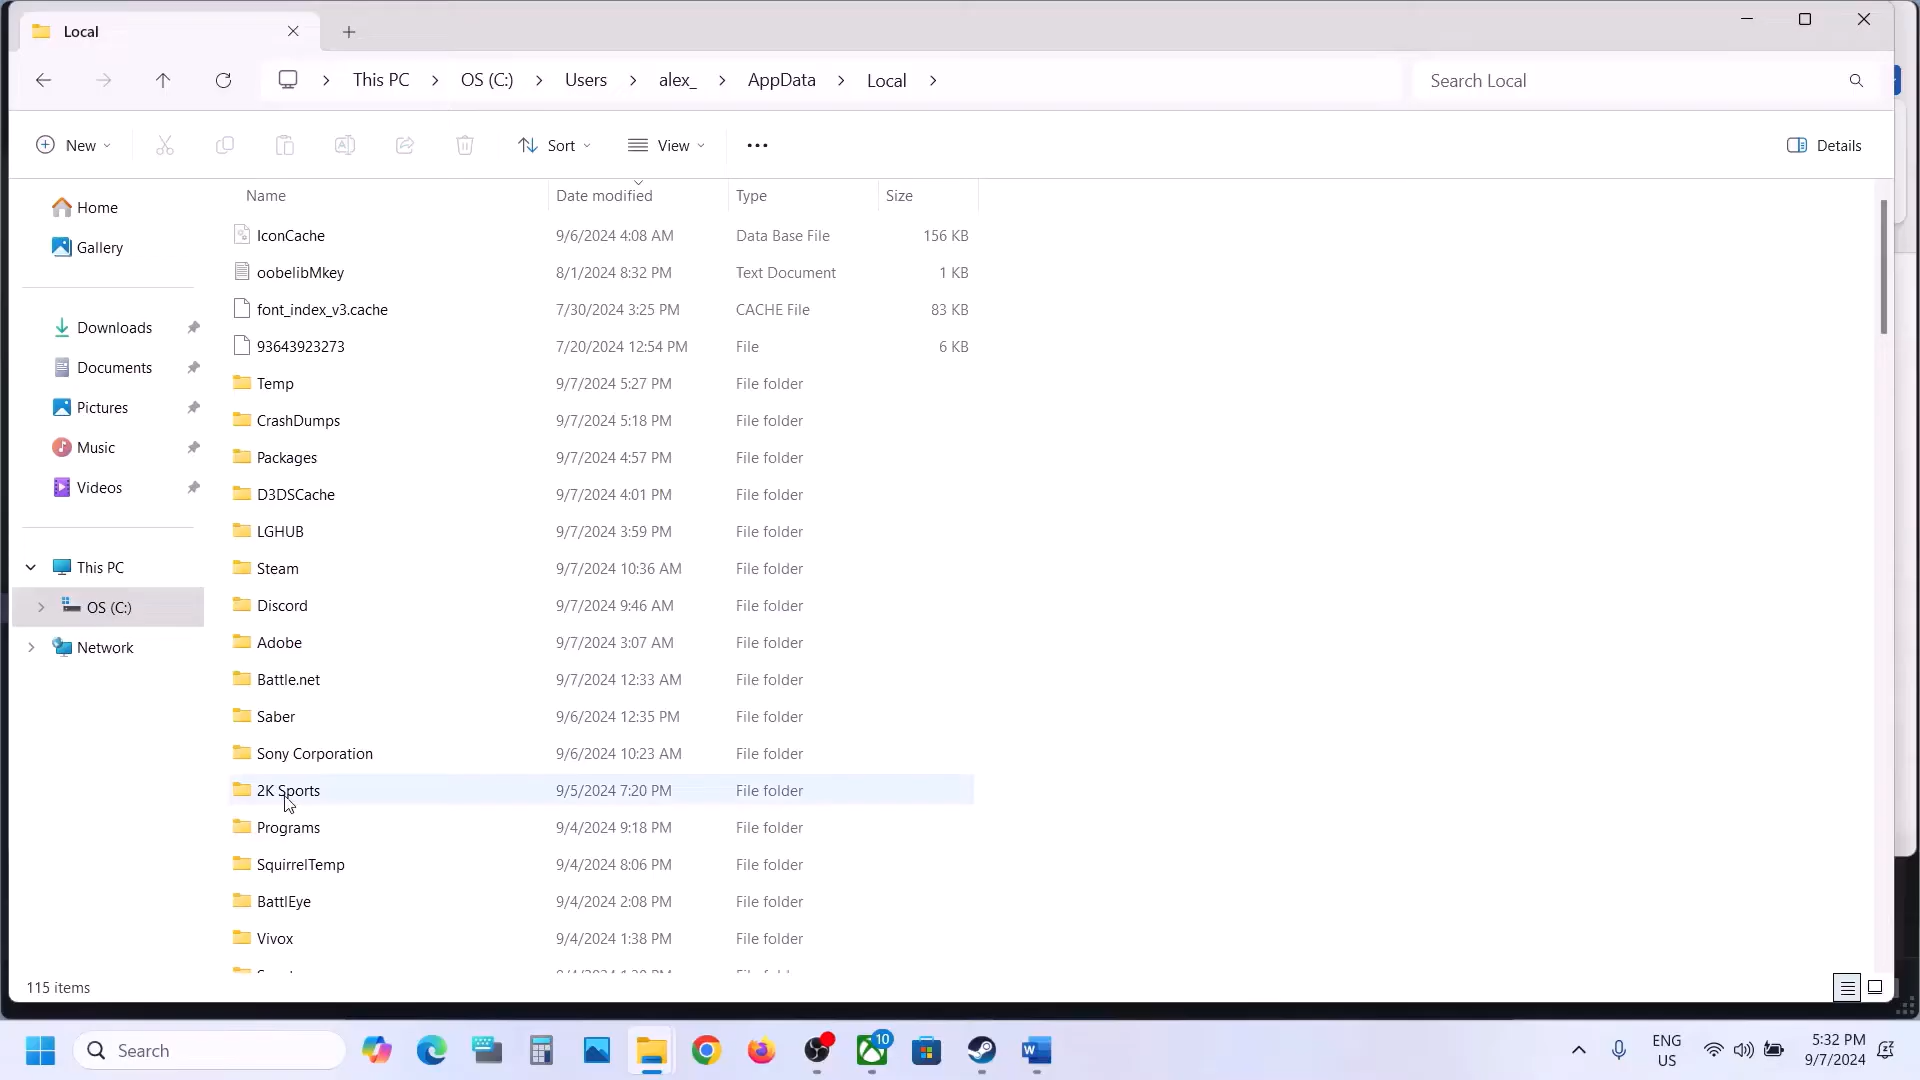 Local
This PC
OS (C:)
Users
alex_
AppData
Local
Search Local
New
Sort
View
Details
Name
Date modified
Type
Size
Home
Gallery
Downloads
Documents
Pictures
Music
Videos
This PC
OS (C:)
Network
IconCache 9/6/2024 4:08 AM Data Base File 156 KB
oobelibMkey 8/1/2024 8:32 PM Text Document 1 KB
font_index_v3.cache 7/30/2024 3:25 PM CACHE File 83 KB
93643923273 7/20/2024 12:54 PM File 6 KB
Temp 9/7/2024 5:27 PM File folder
CrashDumps 9/7/2024 5:18 PM File folder
Packages 9/7/2024 4:57 PM File folder
D3DSCache 9/7/2024 4:01 PM File folder
LGHUB 9/7/2024 3:59 PM File folder
Steam 9/7/2024 10:36 AM File folder
Discord 9/7/2024 9:46 AM File folder
Adobe 9/7/2024 3:07 AM File folder
Battle.net 9/7/2024 12:33 AM File folder
Saber 9/6/2024 12:35 PM File folder
Sony Corporation 9/6/2024 10:23 AM File folder
2K Sports 9/5/2024 7:20 PM File folder
Programs 9/4/2024 9:18 PM File folder
SquirrelTemp 9/4/2024 8:06 PM File folder
BattlEye 9/4/2024 2:08 PM File folder
Vivox 9/4/2024 1:38 PM File folder
115 items
Search
10
ENG
US
5:32 PM
9/7/2024